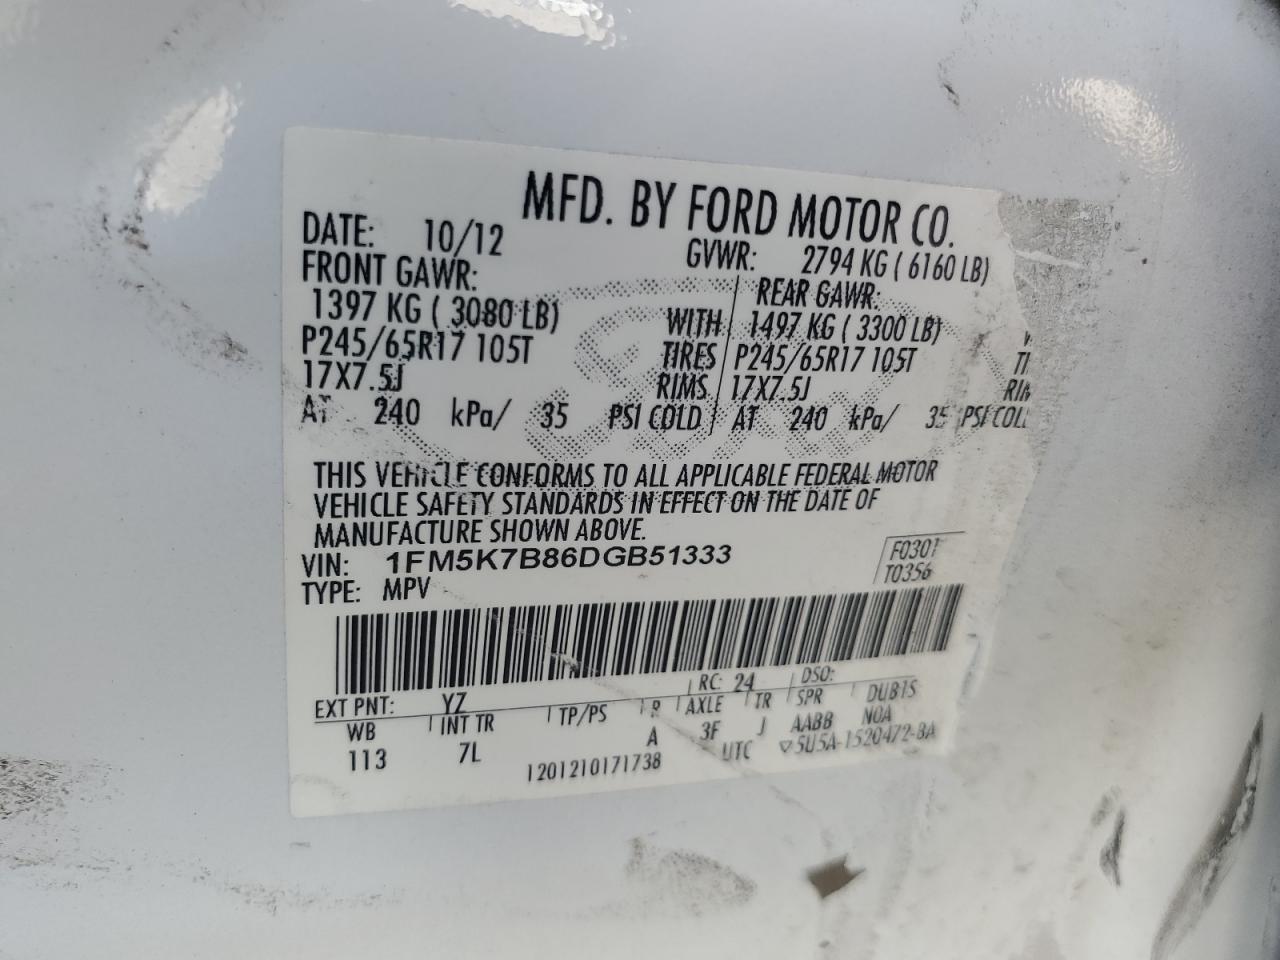 MFD. BY FORD MOTOR CO.
DATE: 10/12 GVWR: 2794 KG ( 6160 LB)
FRONT GAWR: REAR GAWR:
1397 KG ( 3080 LB) WITH 1497 KG ( 3300 LB)
P245/65R17 105T TIRES P245/65R17 105T
17X7.5J RIMS 17X7.5J
AT 240 kPa/ 35 PSI COLD AT 240 kPa/ 35 PSI COL
THIS VEHICLE CONFORMS TO ALL APPLICABLE FEDERAL MOTOR
VEHICLE SAFETY STANDARDS IN EFFECT ON THE DATE OF
MANUFACTURE SHOWN ABOVE.
VIN: 1FM5K7B86DGB51333 F0301
TYPE: MPV T0356
EXT PNT: YZ RC: 24 DSO:
WB INT TR TP/PS R AXLE TR SPR DUB1S
113 7L A 3F J AABB NOA
1201210171738 UTC ▽5U5A-1520472-BA